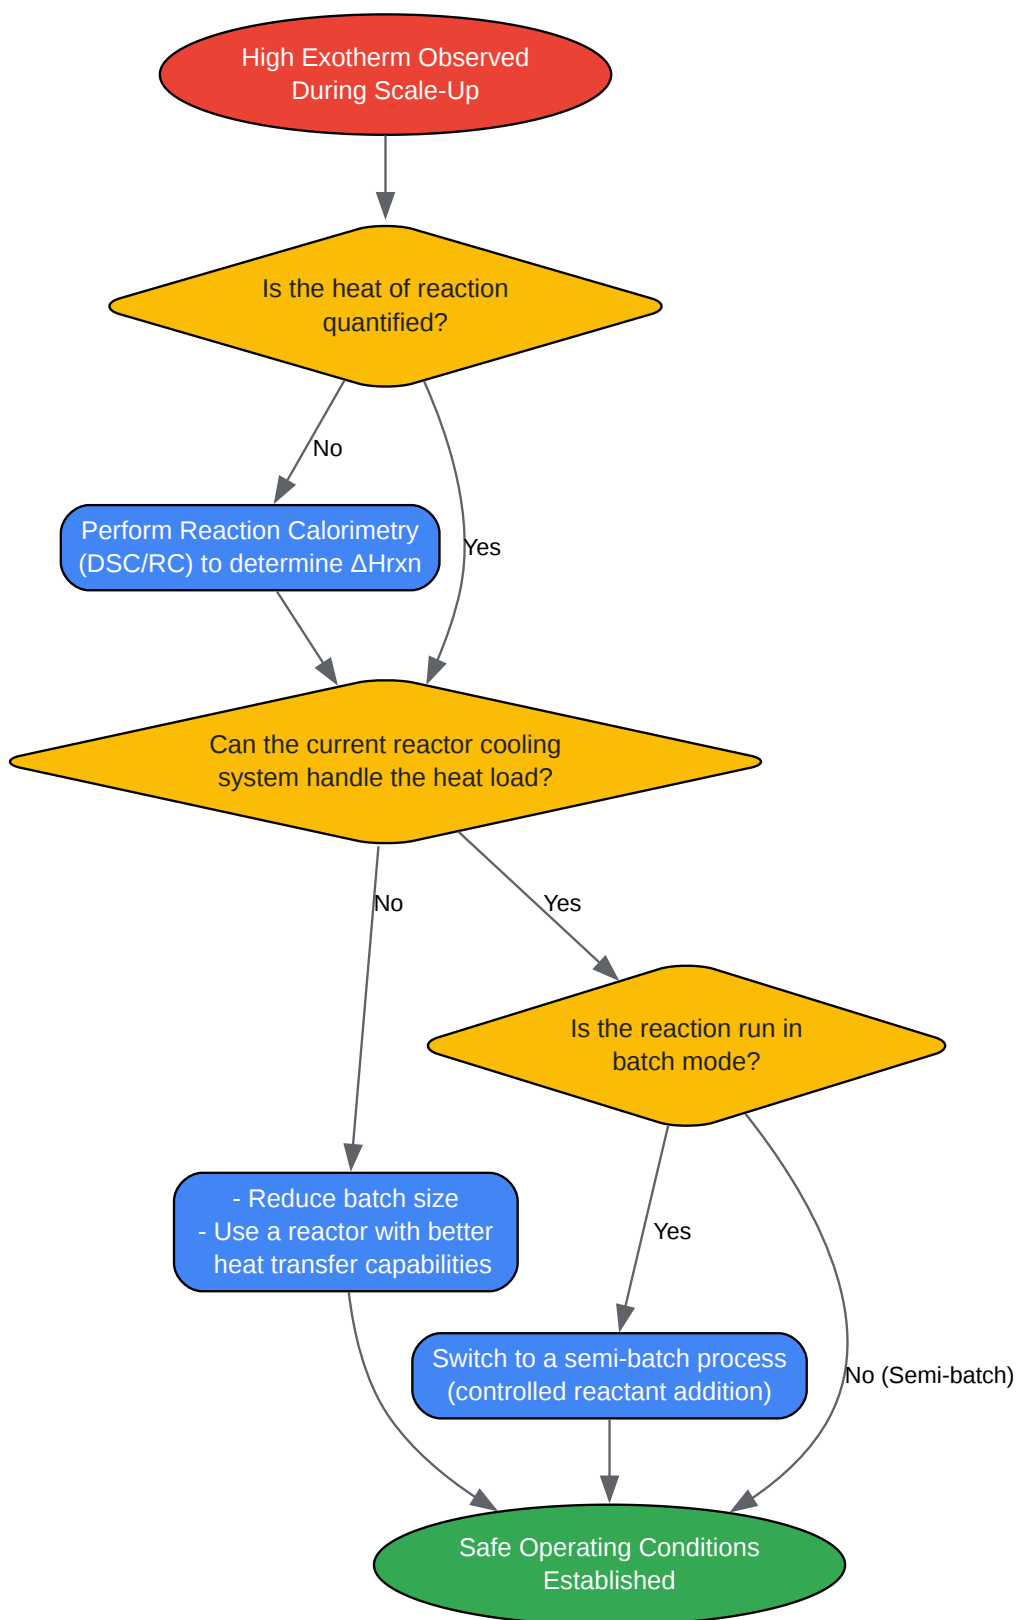 High Exotherm Observed
During Scale-Up
Is the heat of reaction
quantified?
No
Perform Reaction Calorimetry
(DSC/RC) to determine ΔHrxn
Yes
Can the current reactor cooling
system handle the heat load?
No
Yes
Is the reaction run in
batch mode?
- Reduce batch size
- Use a reactor with better
heat transfer capabilities
Yes
Switch to a semi-batch process
(controlled reactant addition)
No (Semi-batch)
Safe Operating Conditions
Established